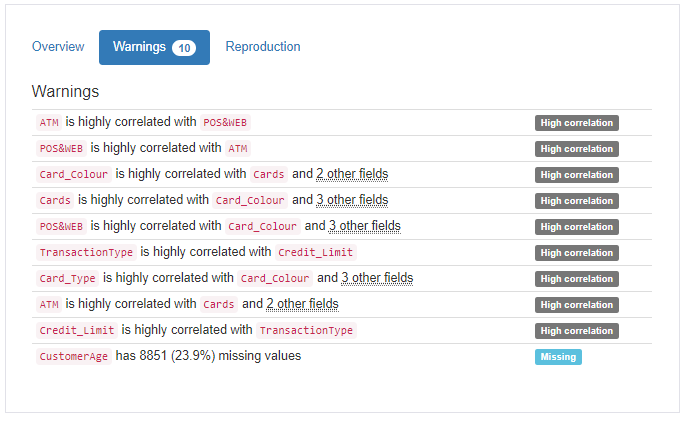 Overview Warnings 10 Reproduction
Warnings
ATM is highly correlated with POS&WEB High correlation
POS&WEB is highly correlated with ATM High correlation
Card_Colour is highly correlated with Cards and 2 other fields High correlation
Cards is highly correlated with Card_Colour and 3 other fields High correlation
POS&WEB is highly correlated with Card_Colour and 3 other fields High correlation
TransactionType is highly correlated with Credit_Limit High correlation
Card_Type is highly correlated with Card_Colour and 3 other fields High correlation
ATM is highly correlated with Cards and 2 other fields High correlation
Credit_Limit is highly correlated with TransactionType High correlation
CustomerAge has 8851 (23.9%) missing values Missing